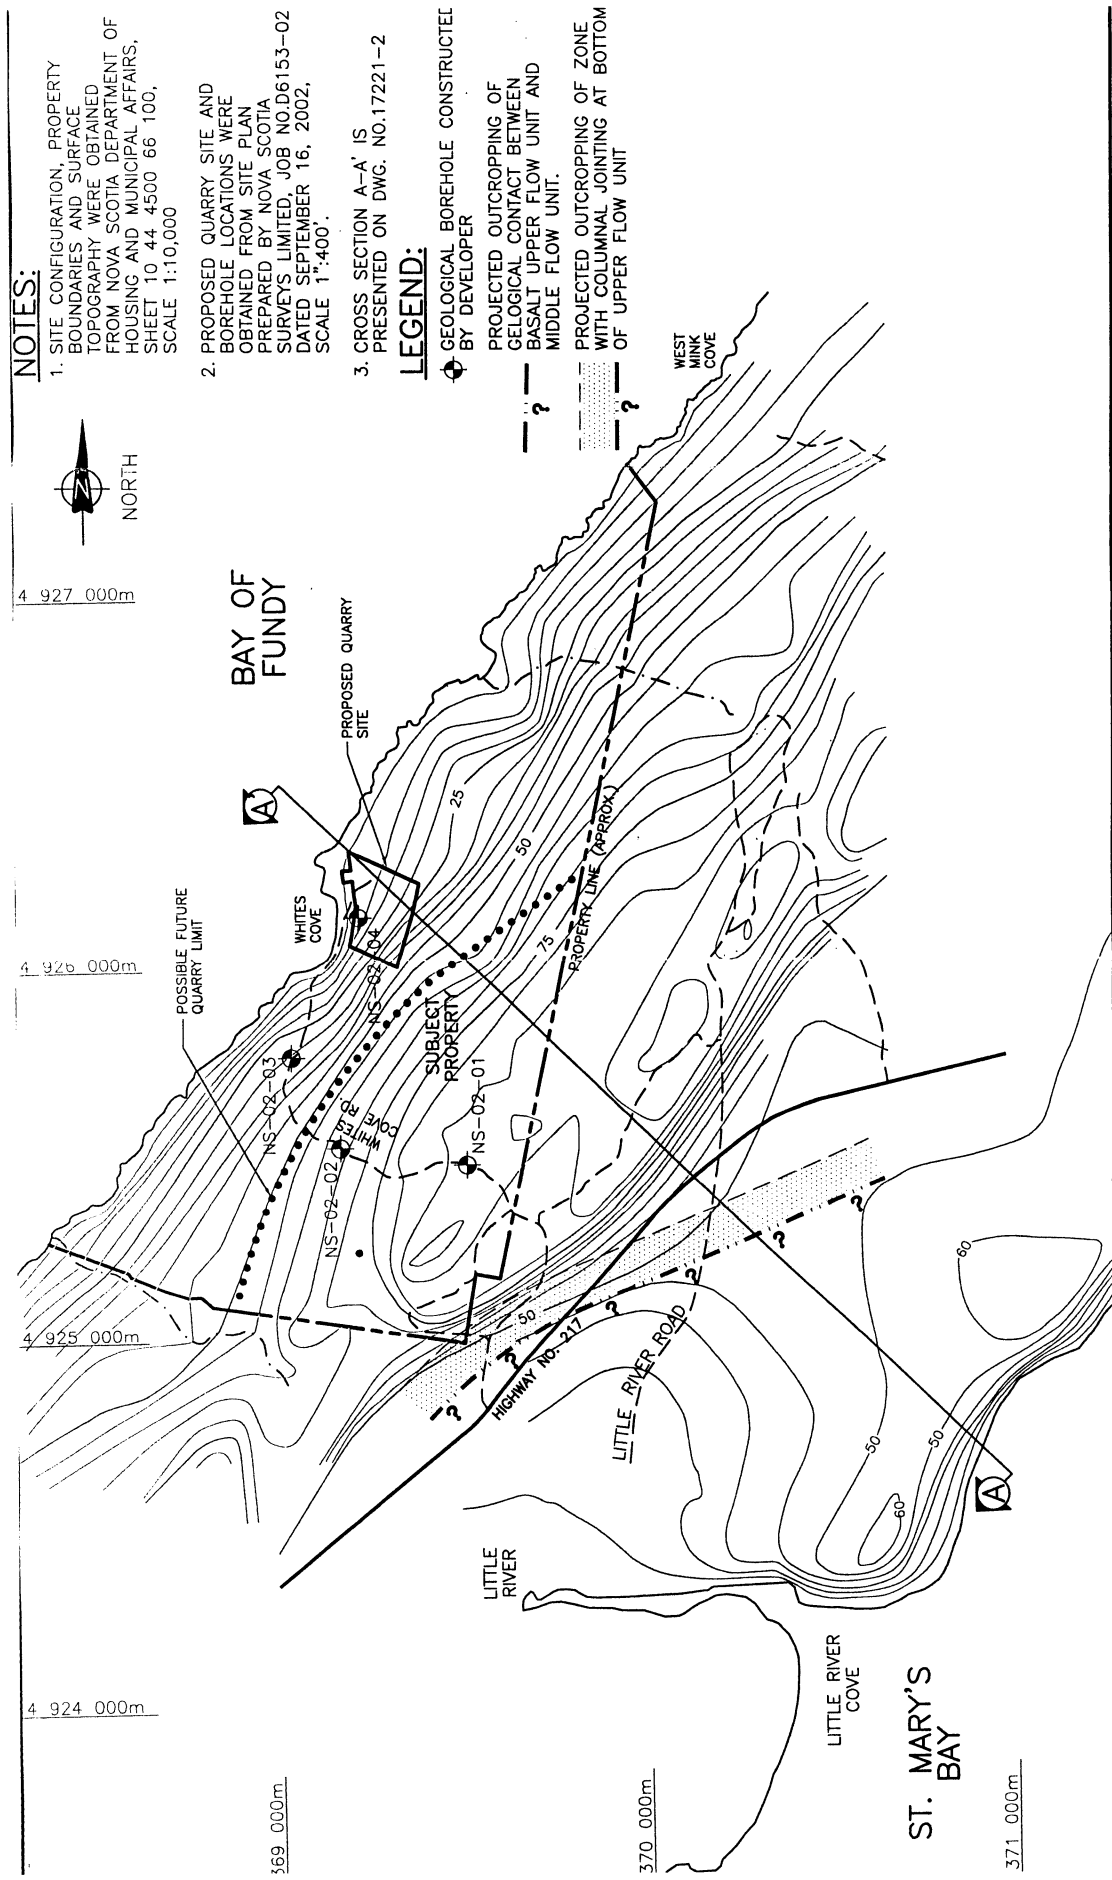 NOTES:
1. SITE CONFIGURATION, PROPERTY
BOUNDARIES AND SURFACE
TOPOGRAPHY WERE OBTAINED
FROM NOVA SCOTIA DEPARTMENT OF
HOUSING AND MUNICIPAL AFFAIRS,
SHEET 10 44 4500 66 100,
SCALE 1:10,000
2. PROPOSED QUARRY SITE AND
BOREHOLE LOCATIONS WERE
OBTAINED FROM SITE PLAN
PREPARED BY NOVA SCOTIA
SURVEYS LIMITED, JOB NO.D6153-02
DATED SEPTEMBER 16, 2002,
SCALE 1":400'.
3. CROSS SECTION A-A' IS
PRESENTED ON DWG. NO.17221-2
LEGEND:
GEOLOGICAL BOREHOLE CONSTRUCTED
BY DEVELOPER
PROJECTED OUTCROPPING OF
GELOGICAL CONTACT BETWEEN
BASALT UPPER FLOW UNIT AND
MIDDLE FLOW UNIT.
?
PROJECTED OUTCROPPING OF ZONE
WITH COLUMNAL JOINTING AT BOTTOM
OF UPPER FLOW UNIT
?
N
NORTH
4 927 000m
4 926 000m
4 925 000m
4 924 000m
369 000m
370 000m
371 000m
BAY OF
FUNDY
WEST
MINK
COVE
PROPOSED QUARRY
SITE
A
WHITES
COVE
POSSIBLE FUTURE
QUARRY LIMIT
25
50
75
PROPERTY LINE (APPROX.)
SUBJECT
PROPERTY
NS-02-04
NS-02-03
NS-02-02
NS-02-01
WHITES
COVE RD.
50
HIGHWAY NO. 217
LITTLE RIVER ROAD
?
?
?
?
?
?
60
50
50
60
A
LITTLE
RIVER
LITTLE RIVER
COVE
ST. MARY'S
BAY